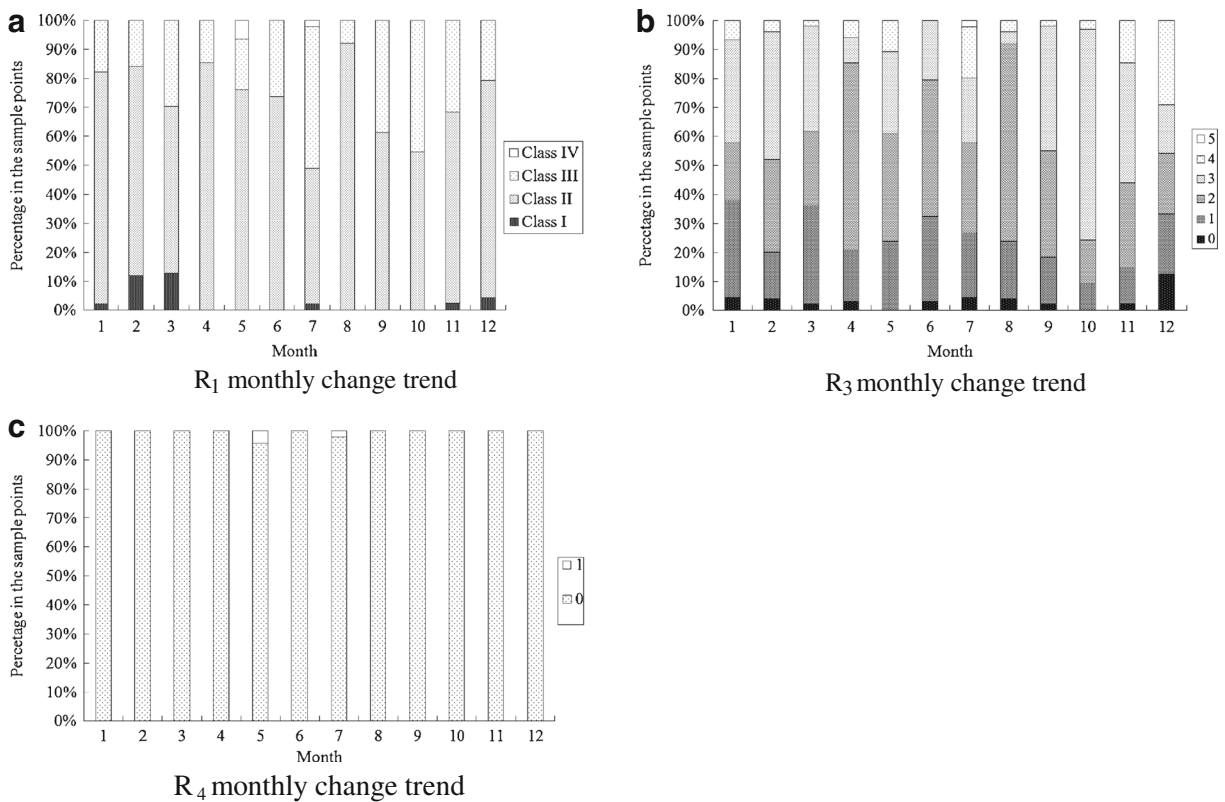 a
Percentage in the sample points
100%
90%
80%
70%
60%
50%
40%
30%
20%
10%
0%
1 2 3 4 5 6 7 8 9 10 11 12
Month
Class IV
Class III
Class II
Class I
R1 monthly change trend
b
Percetage in the sample points
100%
90%
80%
70%
60%
50%
40%
30%
20%
10%
0%
1 2 3 4 5 6 7 8 9 10 11 12
Month
5
4
3
2
1
0
R3 monthly change trend
c
Percetage in the sample points
100%
90%
80%
70%
60%
50%
40%
30%
20%
10%
0%
1 2 3 4 5 6 7 8 9 10 11 12
Month
1
0
R4 monthly change trend